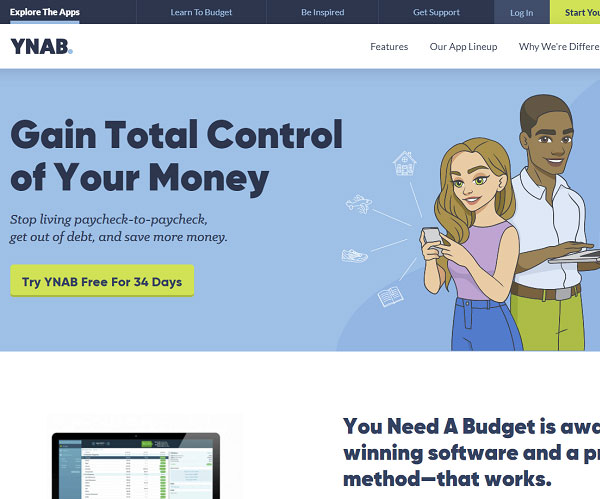 Explore The Apps
Learn To Budget
Be Inspired
Get Support
Log In
Start You
YNAB.
Features
Our App Lineup
Why We're Differe
Gain Total Control
of Your Money
Stop living paycheck-to-paycheck,
get out of debt, and save more money.
Try YNAB Free For 34 Days
You Need A Budget is awa
winning software and a p
method—that works.